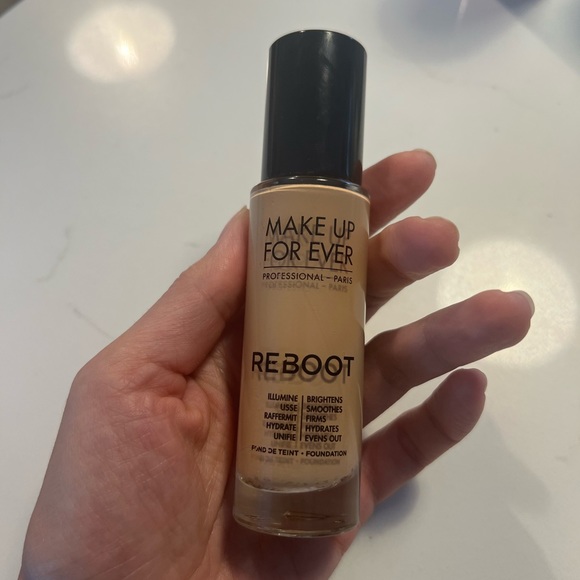 MAKE UP
FOR EVER
PROFESSIONAL – PARIS
REBOOT
ILLUMINE | BRIGHTENS
LISSE | SMOOTHES
RAFFERMIT | FIRMS
HYDRATE | HYDRATES
UNIFIE | EVENS OUT
FOND DE TEINT • FOUNDATION